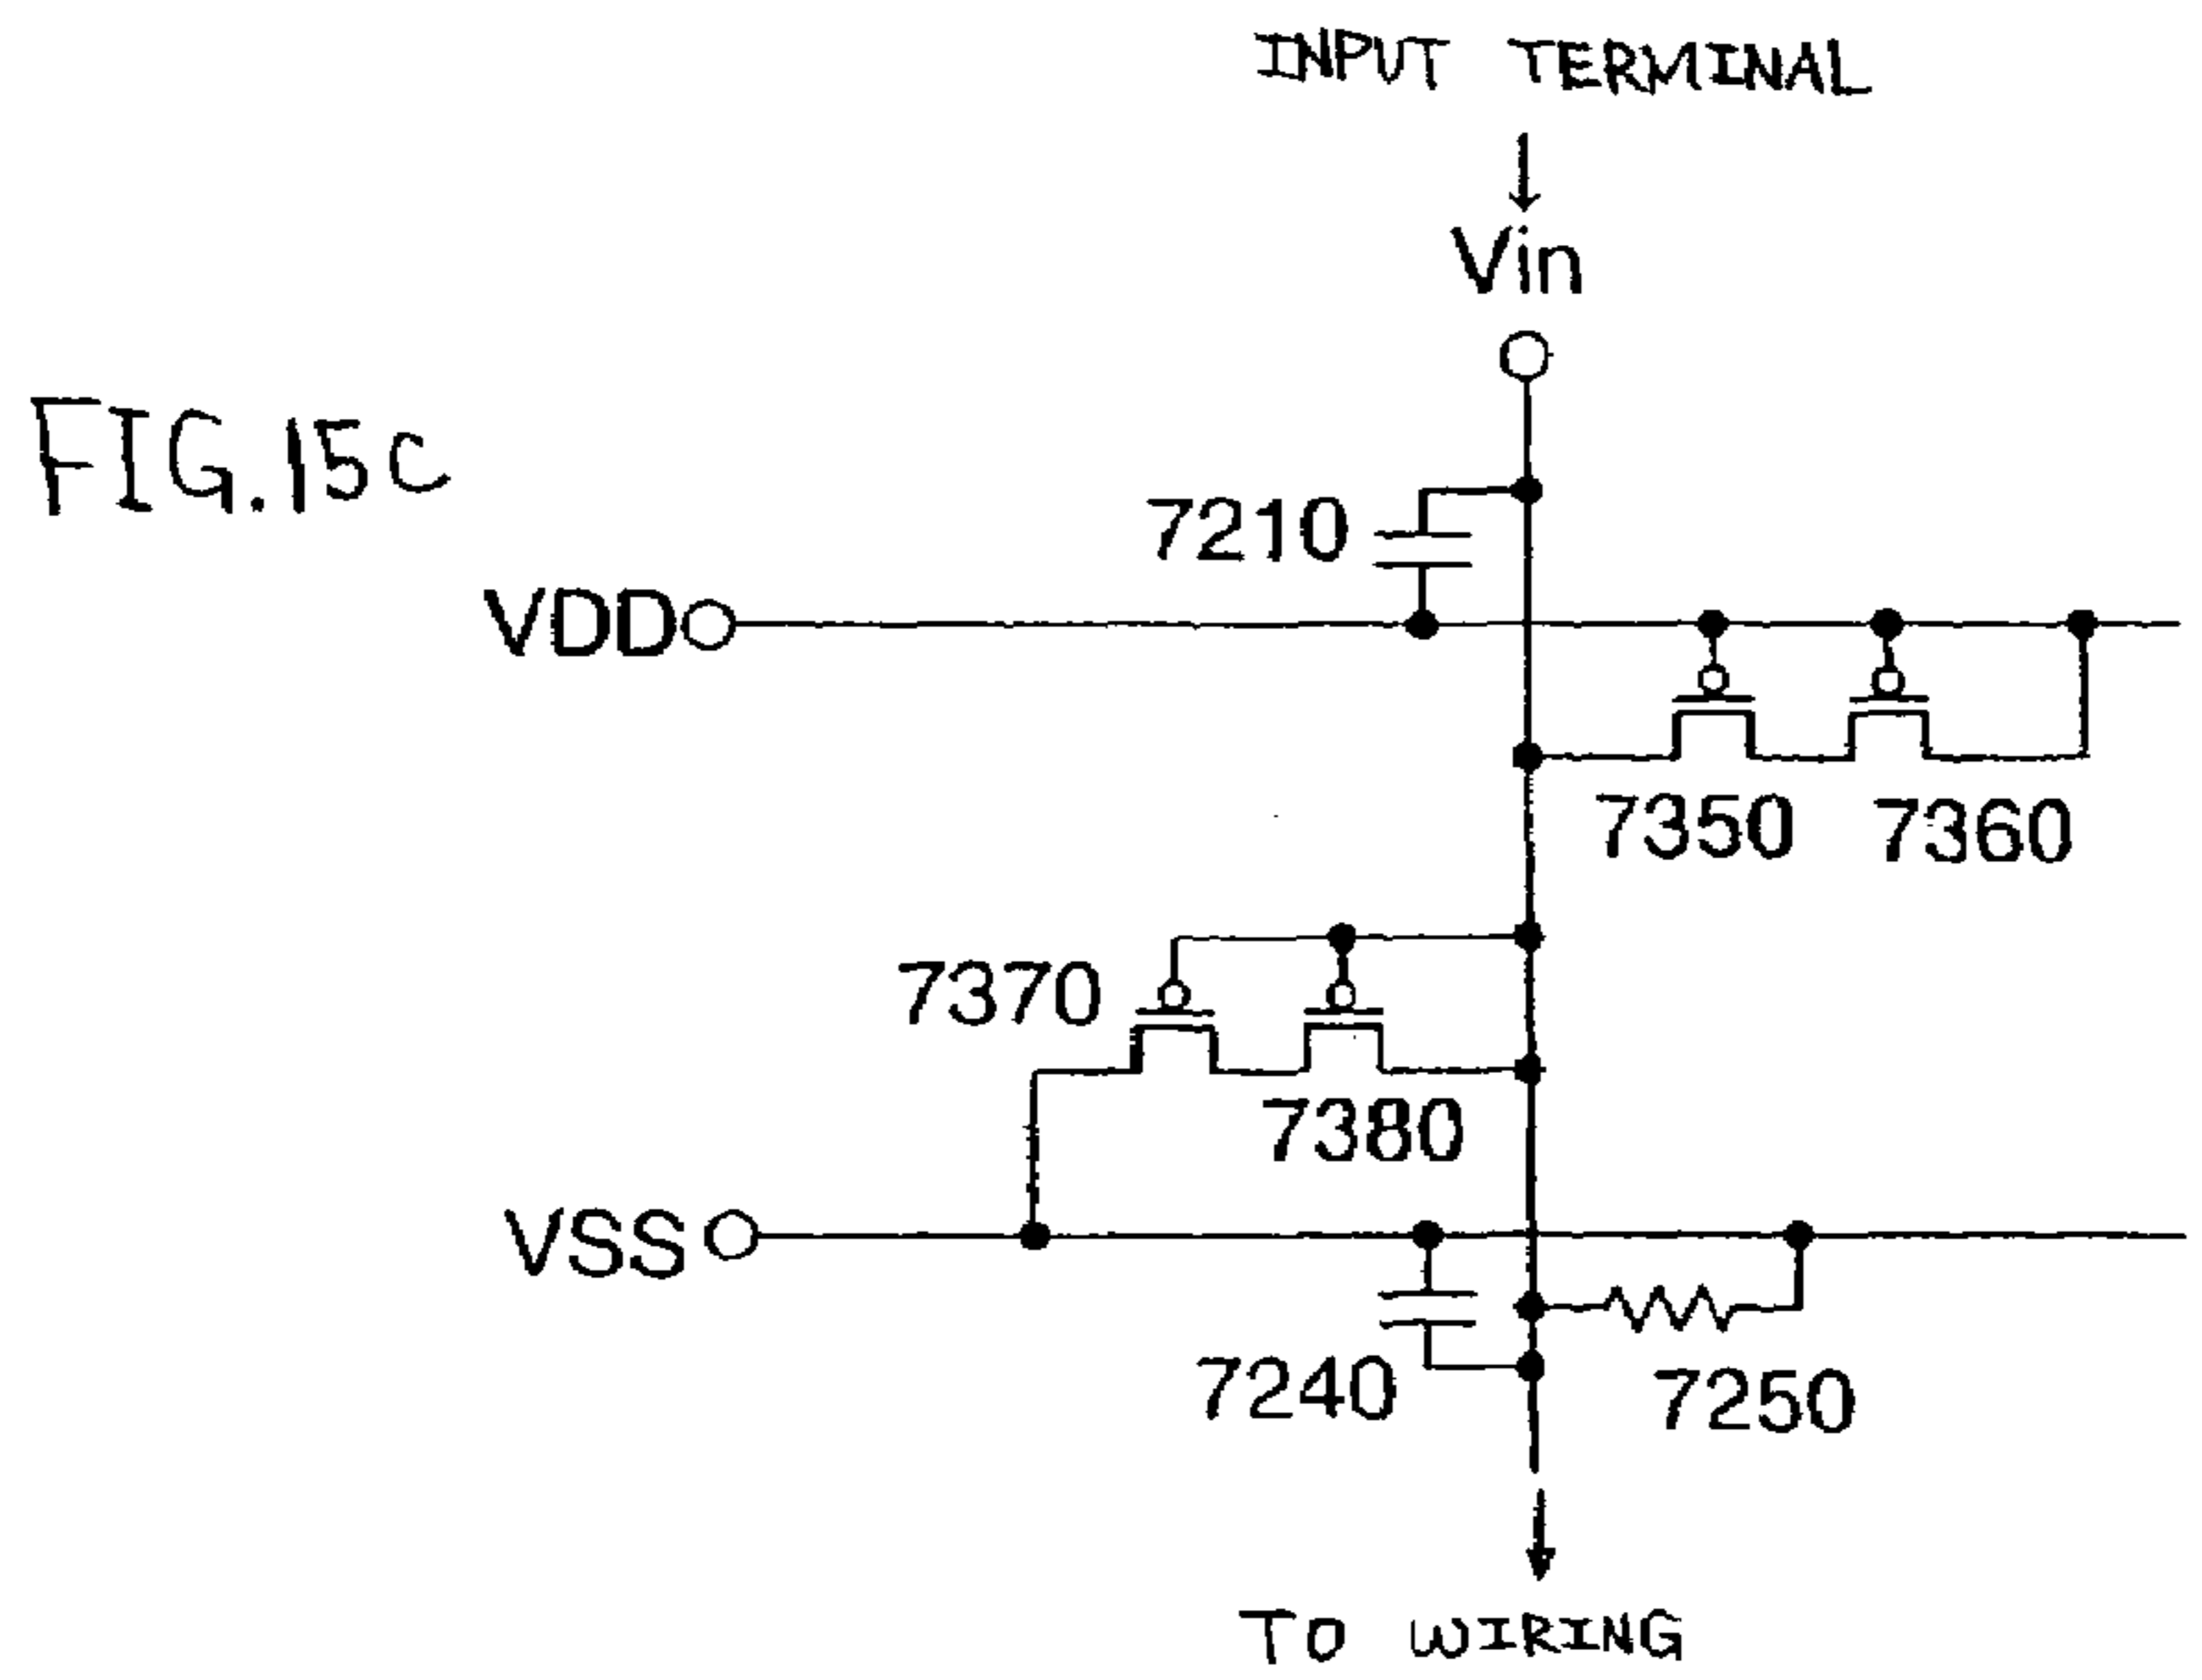 INPUT TERMINAL
Vin
FIG.15c
7210
VDD
7350
7360
7370
7380
VSS
7240
7250
TO WIRING